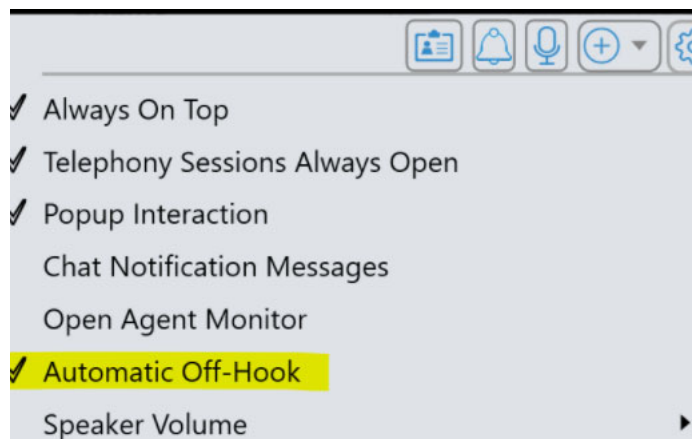 Always On Top
Telephony Sessions Always Open
Popup Interaction
Chat Notification Messages
Open Agent Monitor
Automatic Off-Hook
Speaker Volume